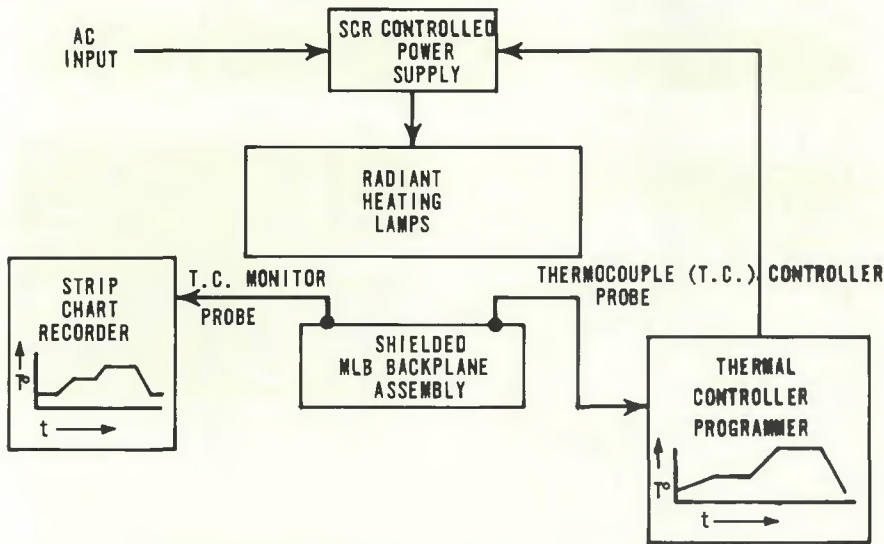 AC
INPUT
SCR CONTROLLED
POWER
SUPPLY
RADIANT
HEATING
LAMPS
T.C. MONITOR
PROBE
THERMOCOUPLE (T.C.) CONTROLLER
PROBE
STRIP
CHART
RECORDER
T°
t
SHIELDED
MLB BACKPLANE
ASSEMBLY
THERMAL
CONTROLLER
PROGRAMMER
T°
t